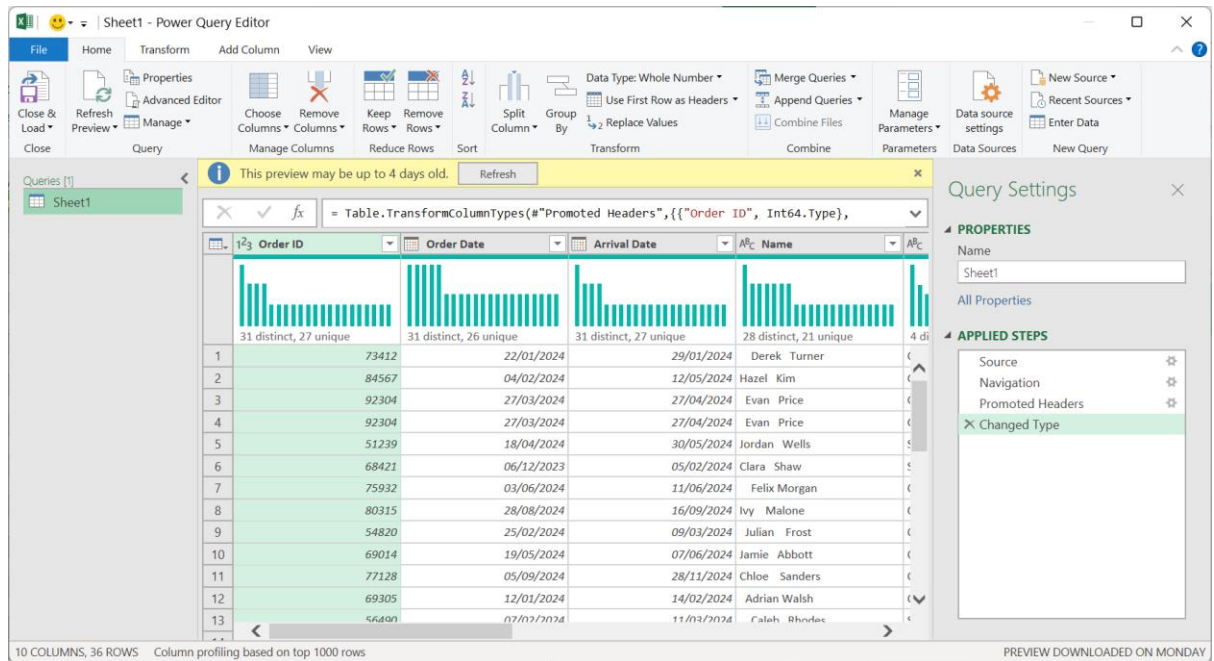 Sheet1 - Power Query Editor
File Home Transform Add Column View
Close & Load
Refresh Preview
Properties
Advanced Editor
Manage
Choose Columns
Remove Columns
Keep Rows
Remove Rows
Split Column
Group By
Data Type: Whole Number
Use First Row as Headers
Replace Values
Merge Queries
Append Queries
Combine Files
Manage Parameters
Data source settings
New Source
Recent Sources
Enter Data
Close Query Manage Columns Reduce Rows Sort Transform Combine Parameters Data Sources New Query
Queries [1]
Sheet1
This preview may be up to 4 days old. Refresh
fx = Table.TransformColumnTypes(#"Promoted Headers",{{"Order ID", Int64.Type},
Order ID Order Date Arrival Date Name
31 distinct, 27 unique 31 distinct, 26 unique 31 distinct, 27 unique 28 distinct, 21 unique 4 di
1 73412 22/01/2024 29/01/2024 Derek Turner
2 84567 04/02/2024 12/05/2024 Hazel Kim
3 92304 27/03/2024 27/04/2024 Evan Price
4 92304 27/03/2024 27/04/2024 Evan Price
5 51239 18/04/2024 30/05/2024 Jordan Wells
6 68421 06/12/2023 05/02/2024 Clara Shaw
7 75932 03/06/2024 11/06/2024 Felix Morgan
8 80315 28/08/2024 16/09/2024 Ivy Malone
9 54820 25/02/2024 09/03/2024 Julian Frost
10 69014 19/05/2024 07/06/2024 Jamie Abbott
11 77128 05/09/2024 28/11/2024 Chloe Sanders
12 69305 12/01/2024 14/02/2024 Adrian Walsh
13 56490 07/02/2024 11/03/2024 Caleb Rhodes
Query Settings
PROPERTIES
Name
Sheet1
All Properties
APPLIED STEPS
Source
Navigation
Promoted Headers
Changed Type
10 COLUMNS, 36 ROWS Column profiling based on top 1000 rows
PREVIEW DOWNLOADED ON MONDAY